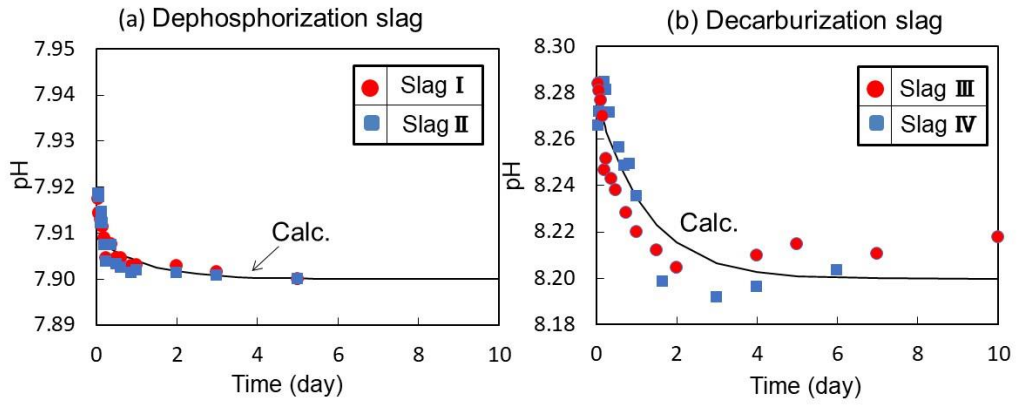 (a) Dephosphorization slag
7.95
7.94
7.93
7.92
7.91
7.90
7.89
pH
Slag Ⅰ
Slag Ⅱ
Calc.
0 2 4 6 8 10
Time (day)
(b) Decarburization slag
8.30
8.28
8.26
8.24
8.22
8.20
8.18
pH
Slag Ⅲ
Slag Ⅳ
Calc.
0 2 4 6 8 10
Time (day)